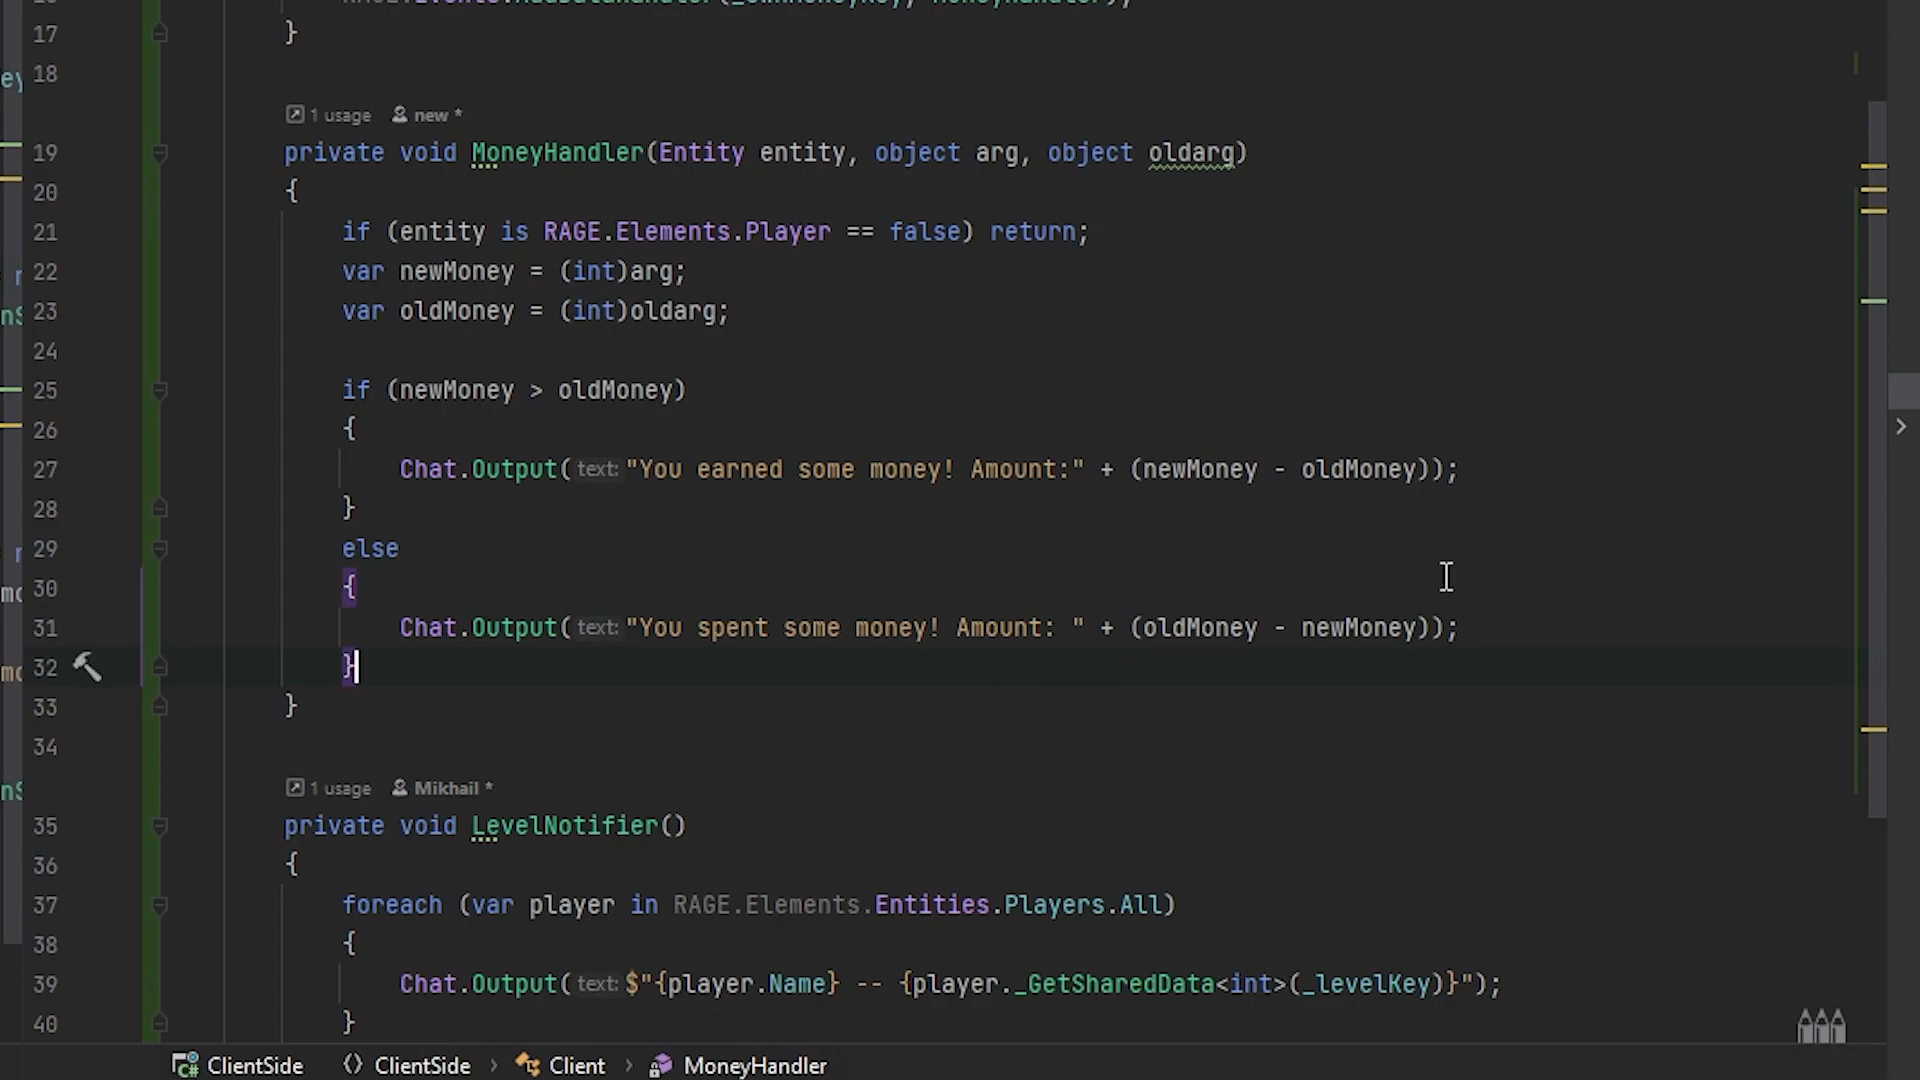 17 }
18
1 usage new *
19 private void MoneyHandler(Entity entity, object arg, object oldarg)
20 {
21 if (entity is RAGE.Elements.Player == false) return;
22 var newMoney = (int)arg;
23 var oldMoney = (int)oldarg;
24
25 if (newMoney > oldMoney)
26 {
27 Chat.Output( text: "You earned some money! Amount:" + (newMoney - oldMoney));
28 }
29 else
30 {
31 Chat.Output( text: "You spent some money! Amount: " + (oldMoney - newMoney));
32 }
33 }
34
1 usage Mikhail *
35 private void LevelNotifier()
36 {
37 foreach (var player in RAGE.Elements.Entities.Players.All)
38 {
39 Chat.Output( text: $"{player.Name} -- {player._GetSharedData<int>(_levelKey)}");
40 }
ClientSide ClientSide › Client › MoneyHandler